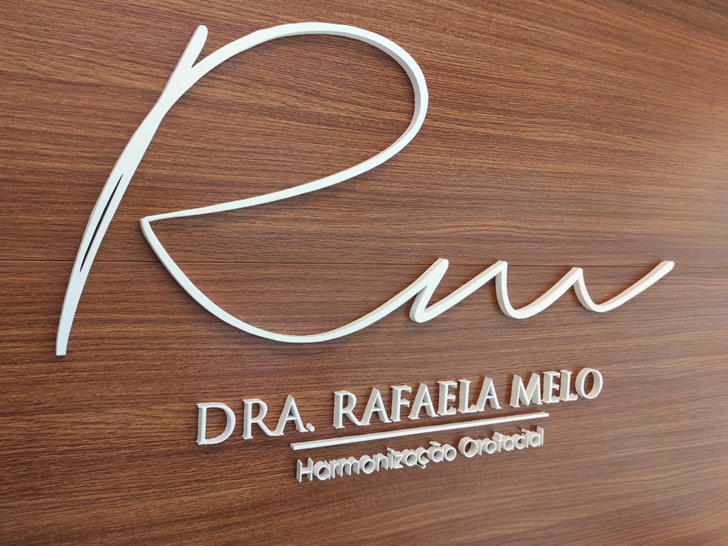 Rm
DRA. RAFAELA MELO
Harmonização Orofacial